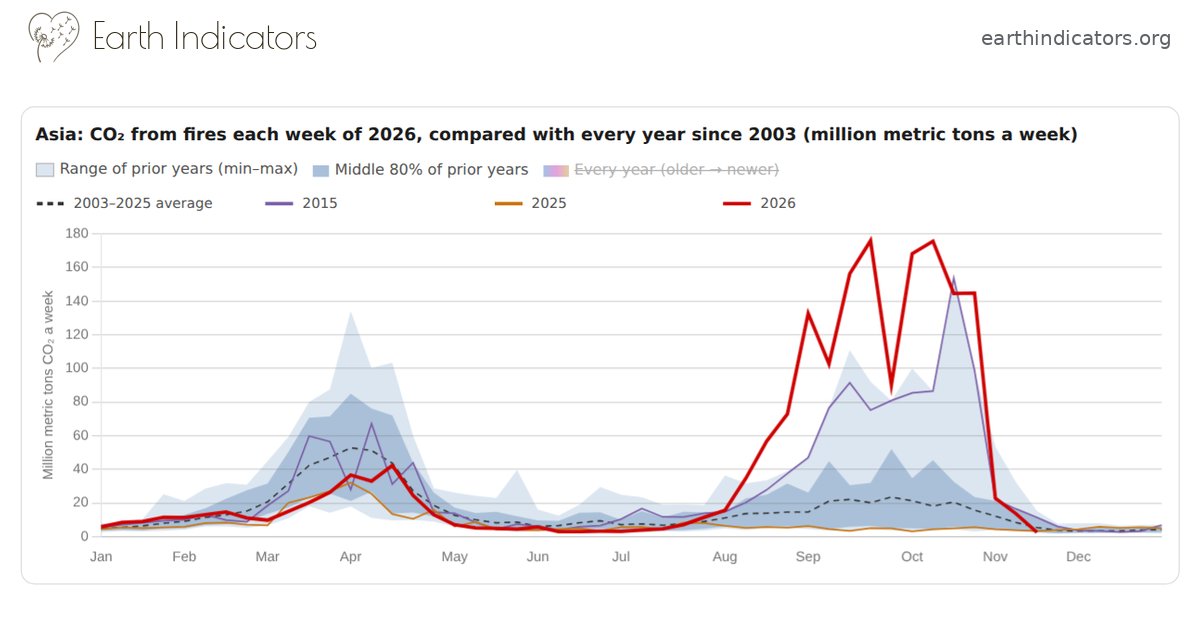 Earth Indicators
earthindicators.org
Asia: CO₂ from fires each week of 2026, compared with every year since 2003 (million metric tons a week)
Range of prior years (min–max) Middle 80% of prior years Every year (older → newer)
2003–2025 average 2015 2025 2026
Million metric tons CO₂ a week
180
160
140
120
100
80
60
40
20
0
Jan Feb Mar Apr May Jun Jul Aug Sep Oct Nov Dec